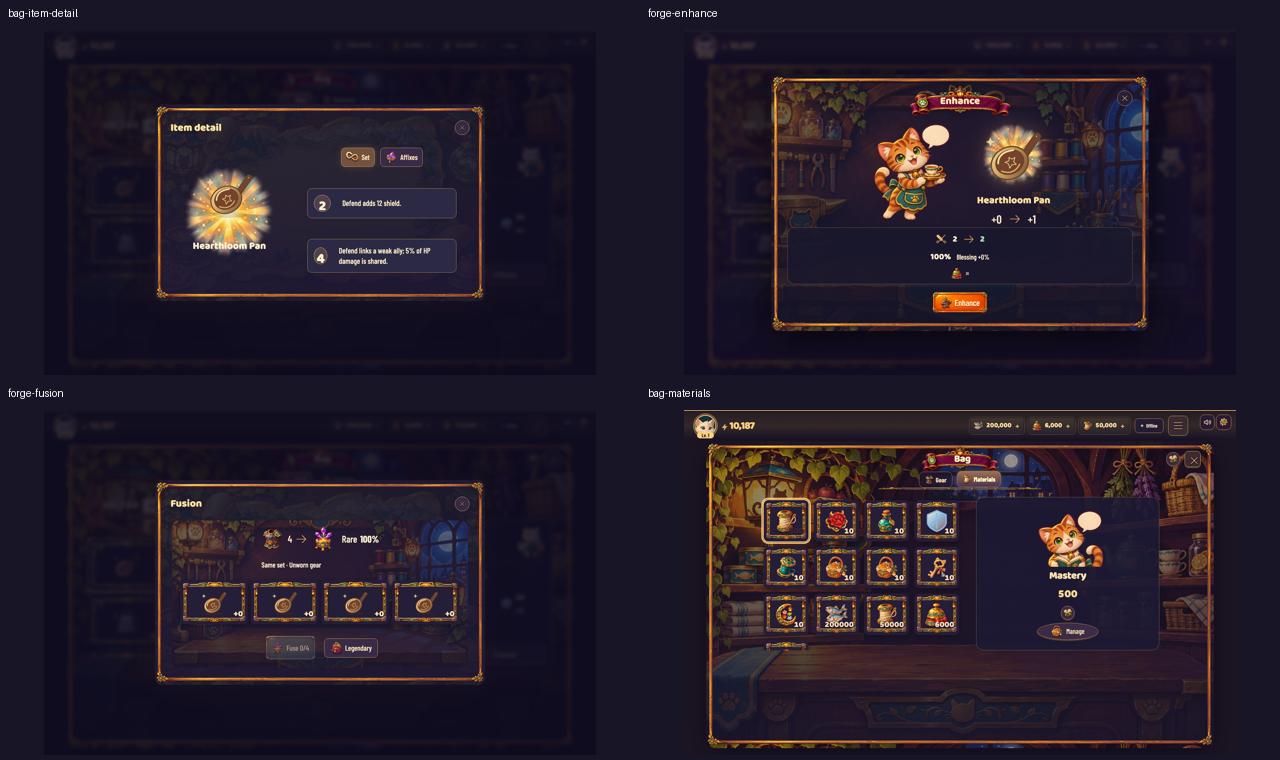 bag-item-detail
Item detail
Set
Affixes
2
Defend adds 12 shield.
4
Defend links a weak ally; 5% of HP
damage is shared.
Hearthloom Pan
forge-enhance
Enhance
Hearthloom Pan
+0 → +1
2 → 2
100% Blessing +0%
=
Enhance
forge-fusion
Fusion
4 → Rare 100%
Same set · Unworn gear
+0
+0
+0
+0
Fuse 0/4
Legendary
bag-materials
Lv. 1
10,187
200,000 +
6,000 +
50,000 +
Offline
Bag
Gear
Materials
10
10
10
10
10
10
10
10
200000
50000
6000
Mastery
500
Manage